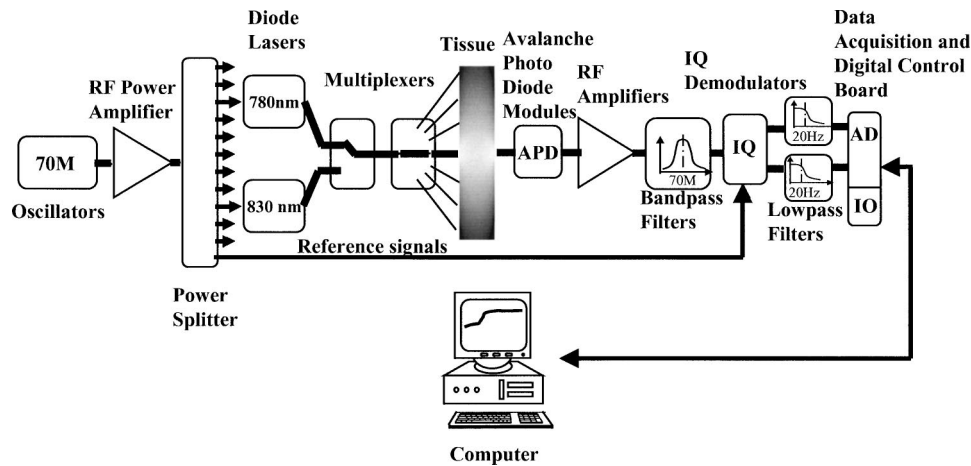 Diode
Lasers
RF Power
Amplifier
Multiplexers
Tissue
Avalanche
Photo
Diode
Modules
RF
Amplifiers
IQ
Demodulators
Data
Acquisition and
Digital Control
Board
70M
Oscillators
780nm
830 nm
APD
70M
Bandpass
Filters
IQ
20Hz
20Hz
Lowpass
Filters
AD
IO
Reference signals
Power
Splitter
Computer